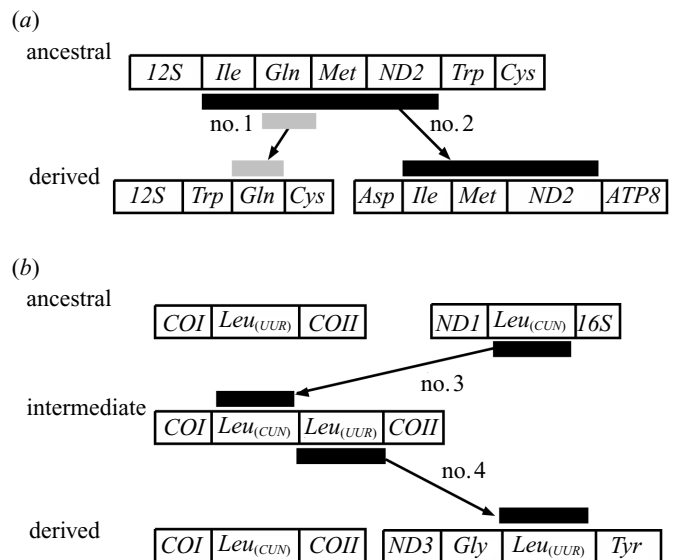 (a)
ancestral
12S Ile Gln Met ND2 Trp Cys
no. 1 no. 2
derived
12S Trp Gln Cys Asp Ile Met ND2 ATP8
(b)
ancestral
COI Leu(UUR) COII ND1 Leu(CUN) 16S
no. 3
intermediate
COI Leu(CUN) Leu(UUR) COII
no. 4
derived
COI Leu(CUN) COII ND3 Gly Leu(UUR) Tyr